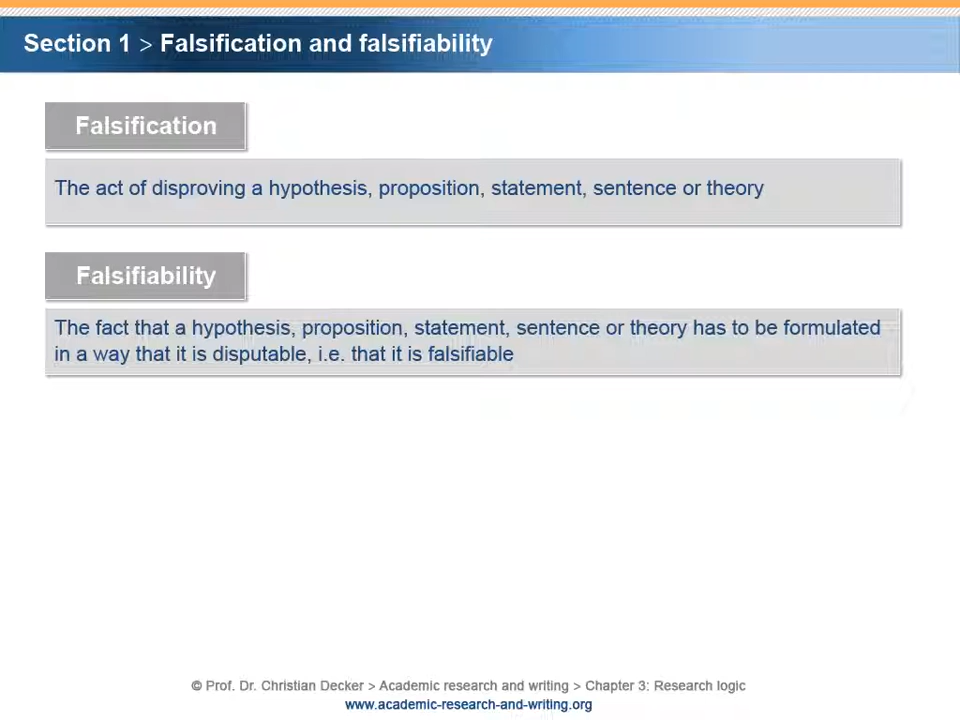 Section 1 > Falsification and falsifiability
Falsification
The act of disproving a hypothesis, proposition, statement, sentence or theory
Falsifiability
The fact that a hypothesis, proposition, statement, sentence or theory has to be formulated
in a way that it is disputable, i.e. that it is falsifiable
© Prof. Dr. Christian Decker > Academic research and writing > Chapter 3: Research logic
www.academic-research-and-writing.org